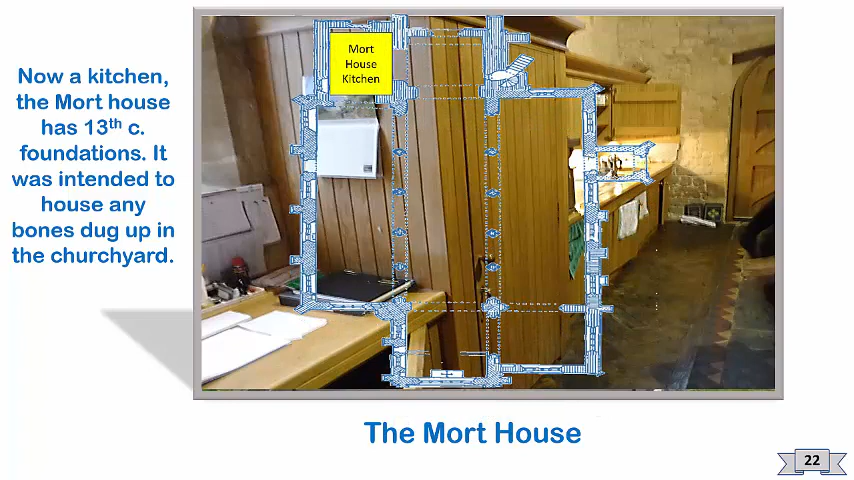 Now a kitchen,
the Mort house
has 13th c.
foundations. It
was intended to
house any
bones dug up in
the churchyard.
Mort
House
Kitchen
The Mort House
22